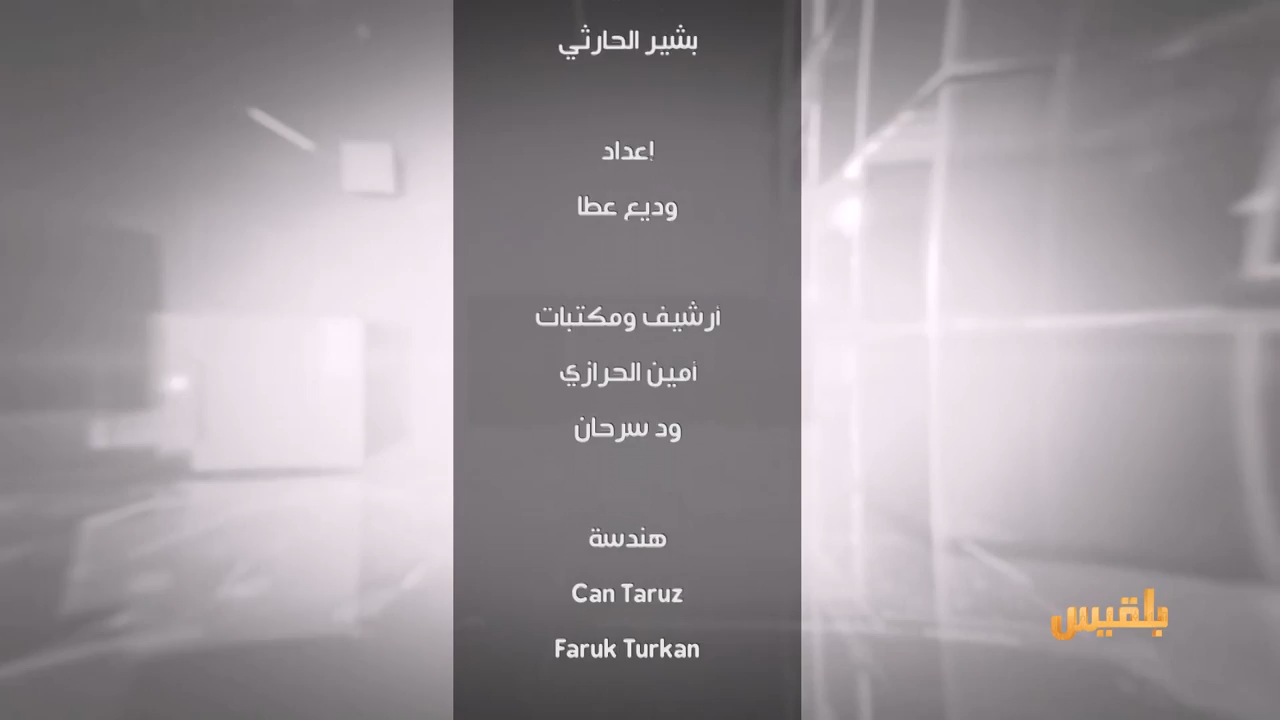 بشير الحارثي
إعداد
وديع عطا
أرشيف ومكتبات
أمين الحرازي
ود سرحان
هندسة
Can Taruz
Faruk Turkan
بلقيس